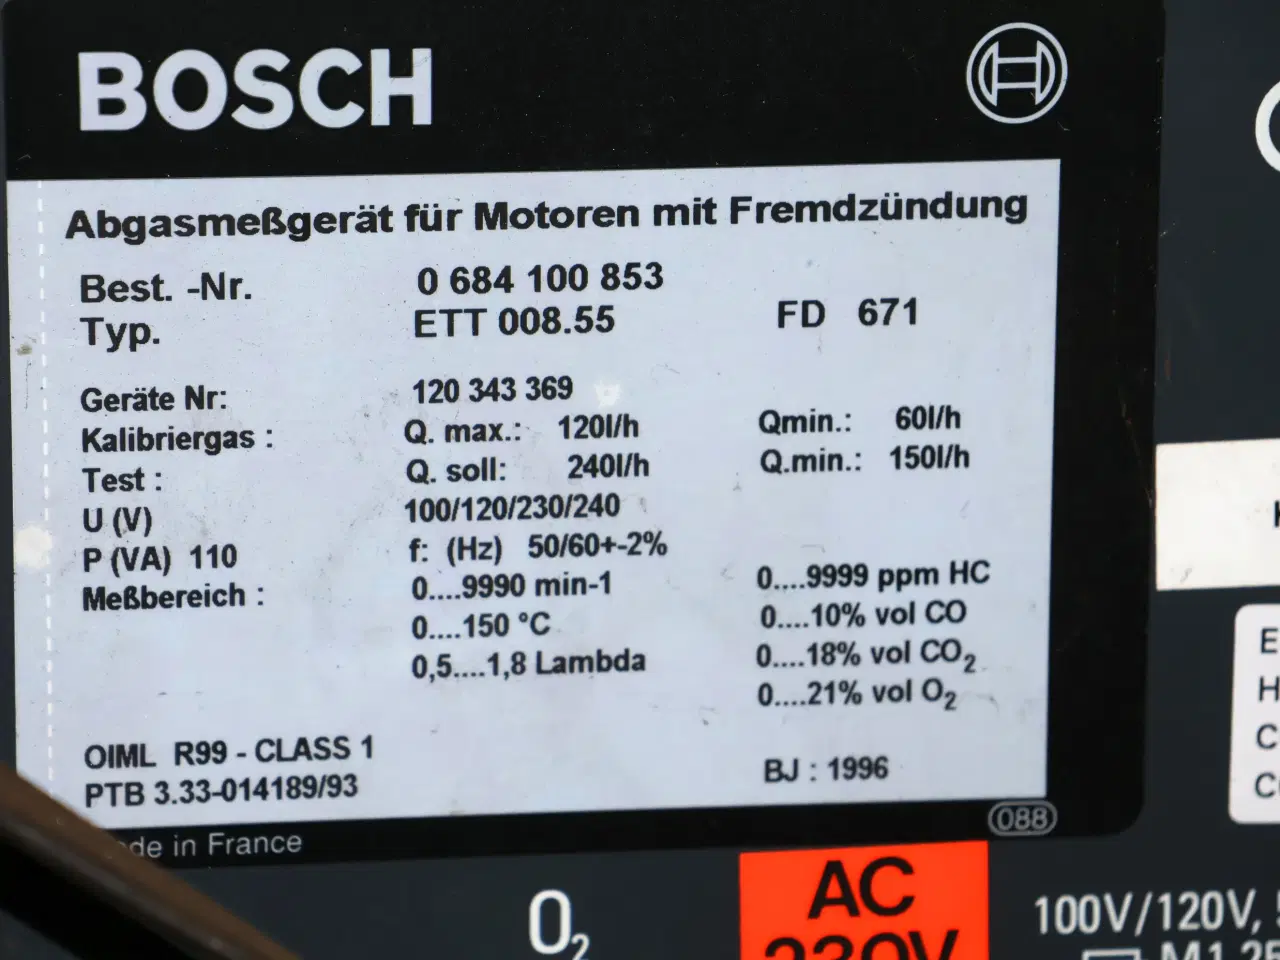 BOSCH
Abgasmeßgerät für Motoren mit Fremdzündung
Best. -Nr. 0 684 100 853
Typ. ETT 008.55 FD 671
Geräte Nr: 120 343 369
Kalibriergas : Q. max.: 120l/h Qmin.: 60l/h
Test : Q. soll: 240l/h Q.min.: 150l/h
U (V) 100/120/230/240
P (VA) 110 f: (Hz) 50/60+-2%
Meßbereich : 0....9990 min-1 0....9999 ppm HC
0....150 °C 0....10% vol CO
0,5....1,8 Lambda 0....18% vol CO₂
0....21% vol O₂
OIML R99 - CLASS 1
PTB 3.33-014189/93 BJ : 1996
de in France 088
O₂
AC
230V
100V/120V,